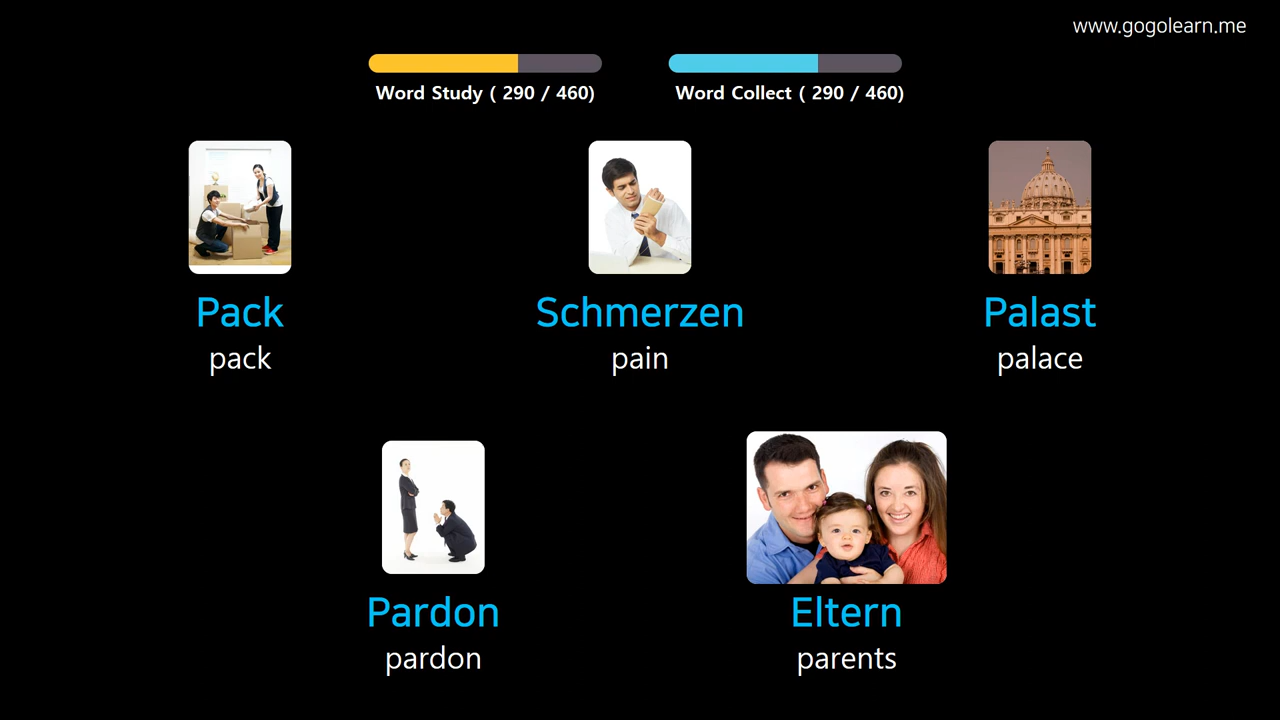 www.gogolearn.me
Word Study ( 290 / 460)
Word Collect ( 290 / 460)
Pack
pack
Schmerzen
pain
Palast
palace
Pardon
pardon
Eltern
parents